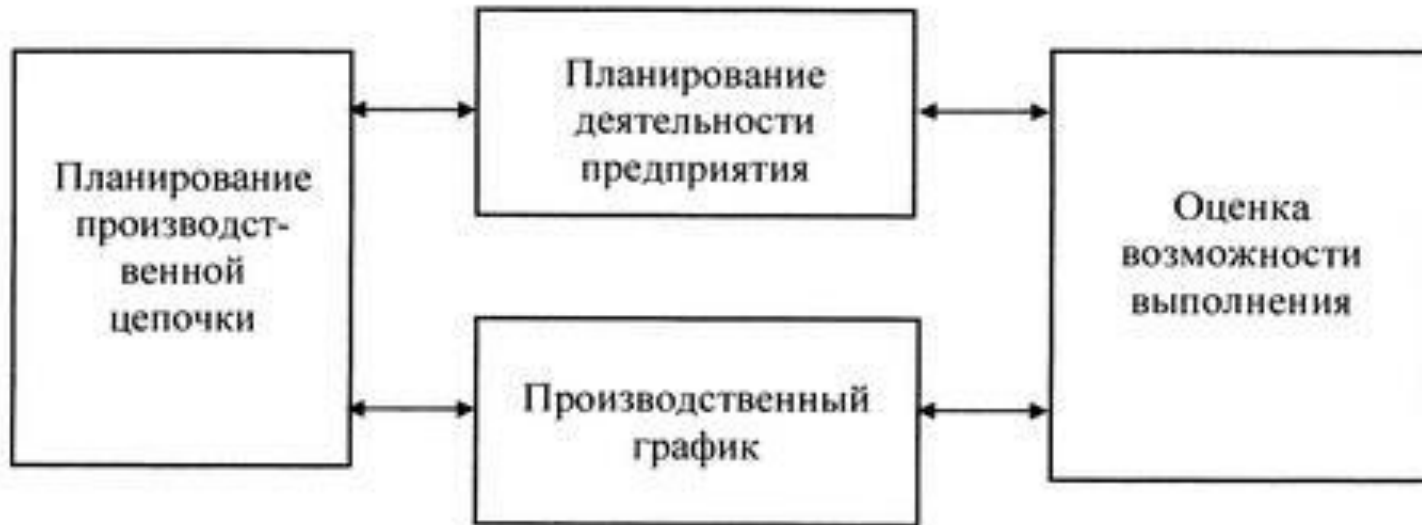 Планирование
производст-
венной
цепочки
Планирование
деятельности
предприятия
Производственный
график
Оценка
возможности
выполнения